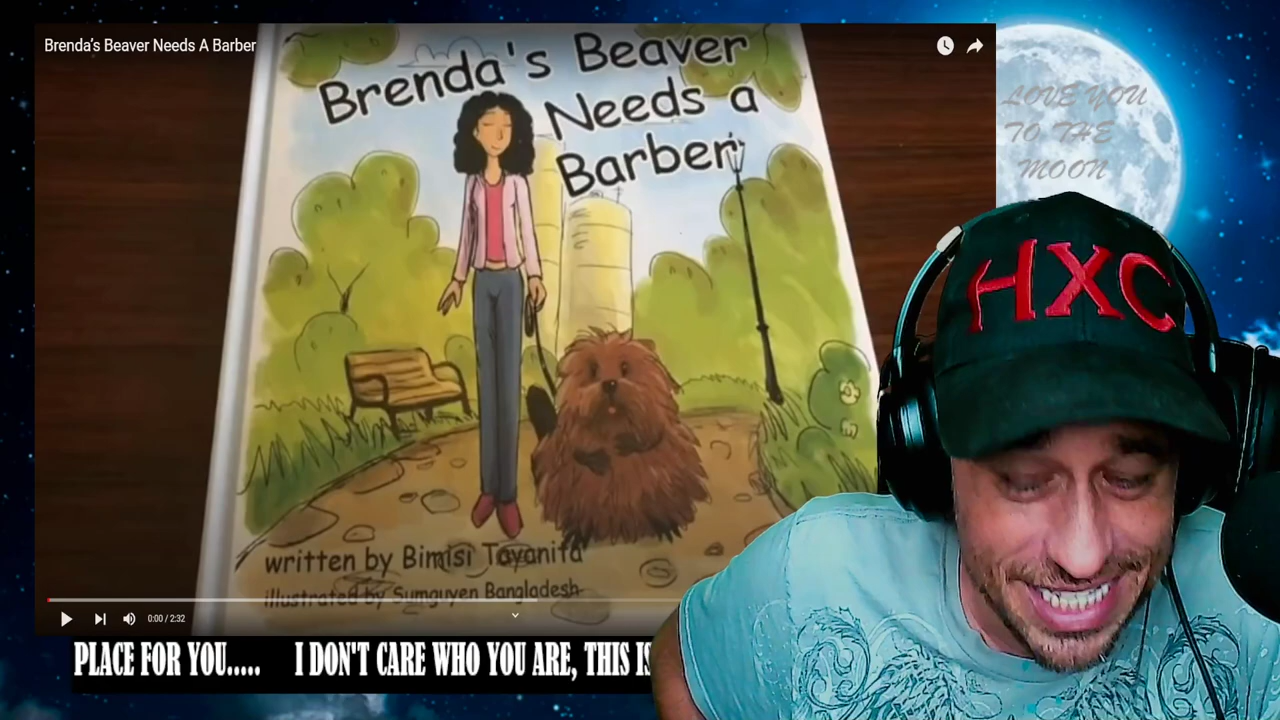 Brenda’s Beaver Needs A Barber
Brenda's Beaver
Needs a
Barber
written by Bimisi Tayanita
illustrated by Sumguyen Bangladesh
0:00 / 2:32
LOVE YOU
TO THE
MOON
HXC
PLACE FOR YOU..... I DON'T CARE WHO YOU ARE, THIS IS